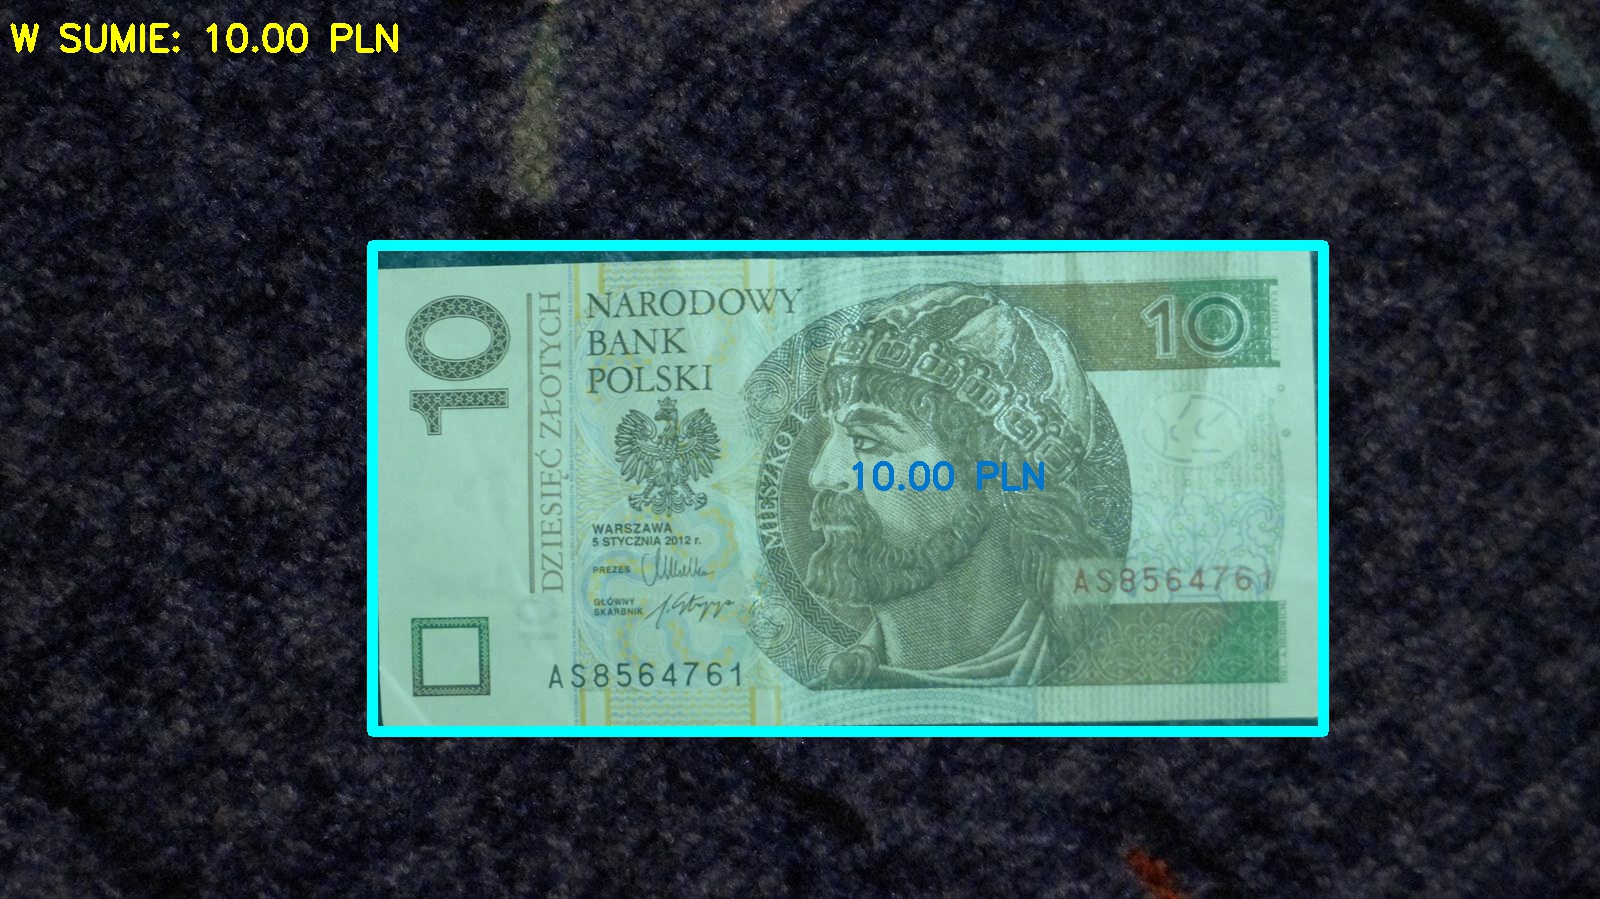 W SUMIE: 10.00 PLN
10
DZIESIĘĆ ZŁOTYCH
NARODOWY
BANK
POLSKI
10
MIESZKO
10.00 PLN
WARSZAWA
5 STYCZNIA 2012 r.
PREZES
GŁÓWNY
SKARBNIK
AS8564761
AS8564761